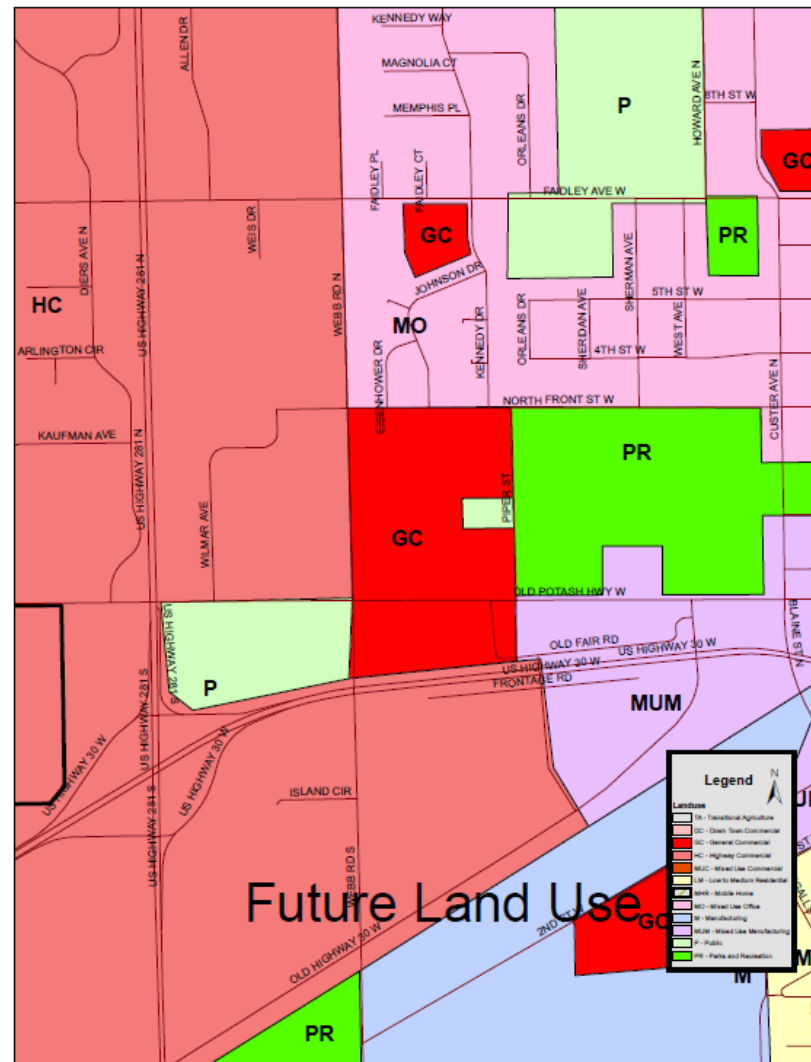 KENNEDY WAY
ALLEN DR
MAGNOLIA CT
HOWARD AVE N
8TH ST W
P
ORLEANS DR
MEMPHIS PL
GC
FAIDLEY PL
FAIDLEY CT
FAIDLEY AVE W
WEIS DR
GC
PR
DIERS AVE N
US HIGHWAY 281 N
WEBB RD N
JOHNSON DR
SHERMAN AVE
5TH ST W
HC
MO
KENNEDY DR
ORLEANS DR
SHERIDAN AVE
WEST AVE
4TH ST W
ARLINGTON CIR
EISENHOWER DR
NORTH FRONT ST W
CUSTER AVE N
KAUFMAN AVE
US HIGHWAY 281 N
PR
WILMAR AVE
GC
PIPER ST
OLD POTASH HWY W
US HIGHWAY 281 S
OLD FAIR RD
US HIGHWAY 30 W
BLAINE ST N
US HIGHWAY 30 W
FRONTAGE RD
P
MUM
US HIGHWAY 281 S
US HIGHWAY 30 W
US HIGHWAY 30 W
ISLAND CIR
US HIGHWAY 281 S
WEBB RD S
Legend
N
Landuse
TA - Transitional Agriculture
DC - Down Town Commercial
GC - General Commercial
HC - Highway Commercial
MUC - Mixed Use Commercial
LM - Low to Medium Residential
MHR - Mobile Home
MO - Mixed Use Office
M - Manufacturing
MUM - Mixed Use Manufacturing
P - Public
PR - Parks and Recreation
Future Land Use
2ND ST W
GC
OLD HIGHWAY 30 W
M
PR